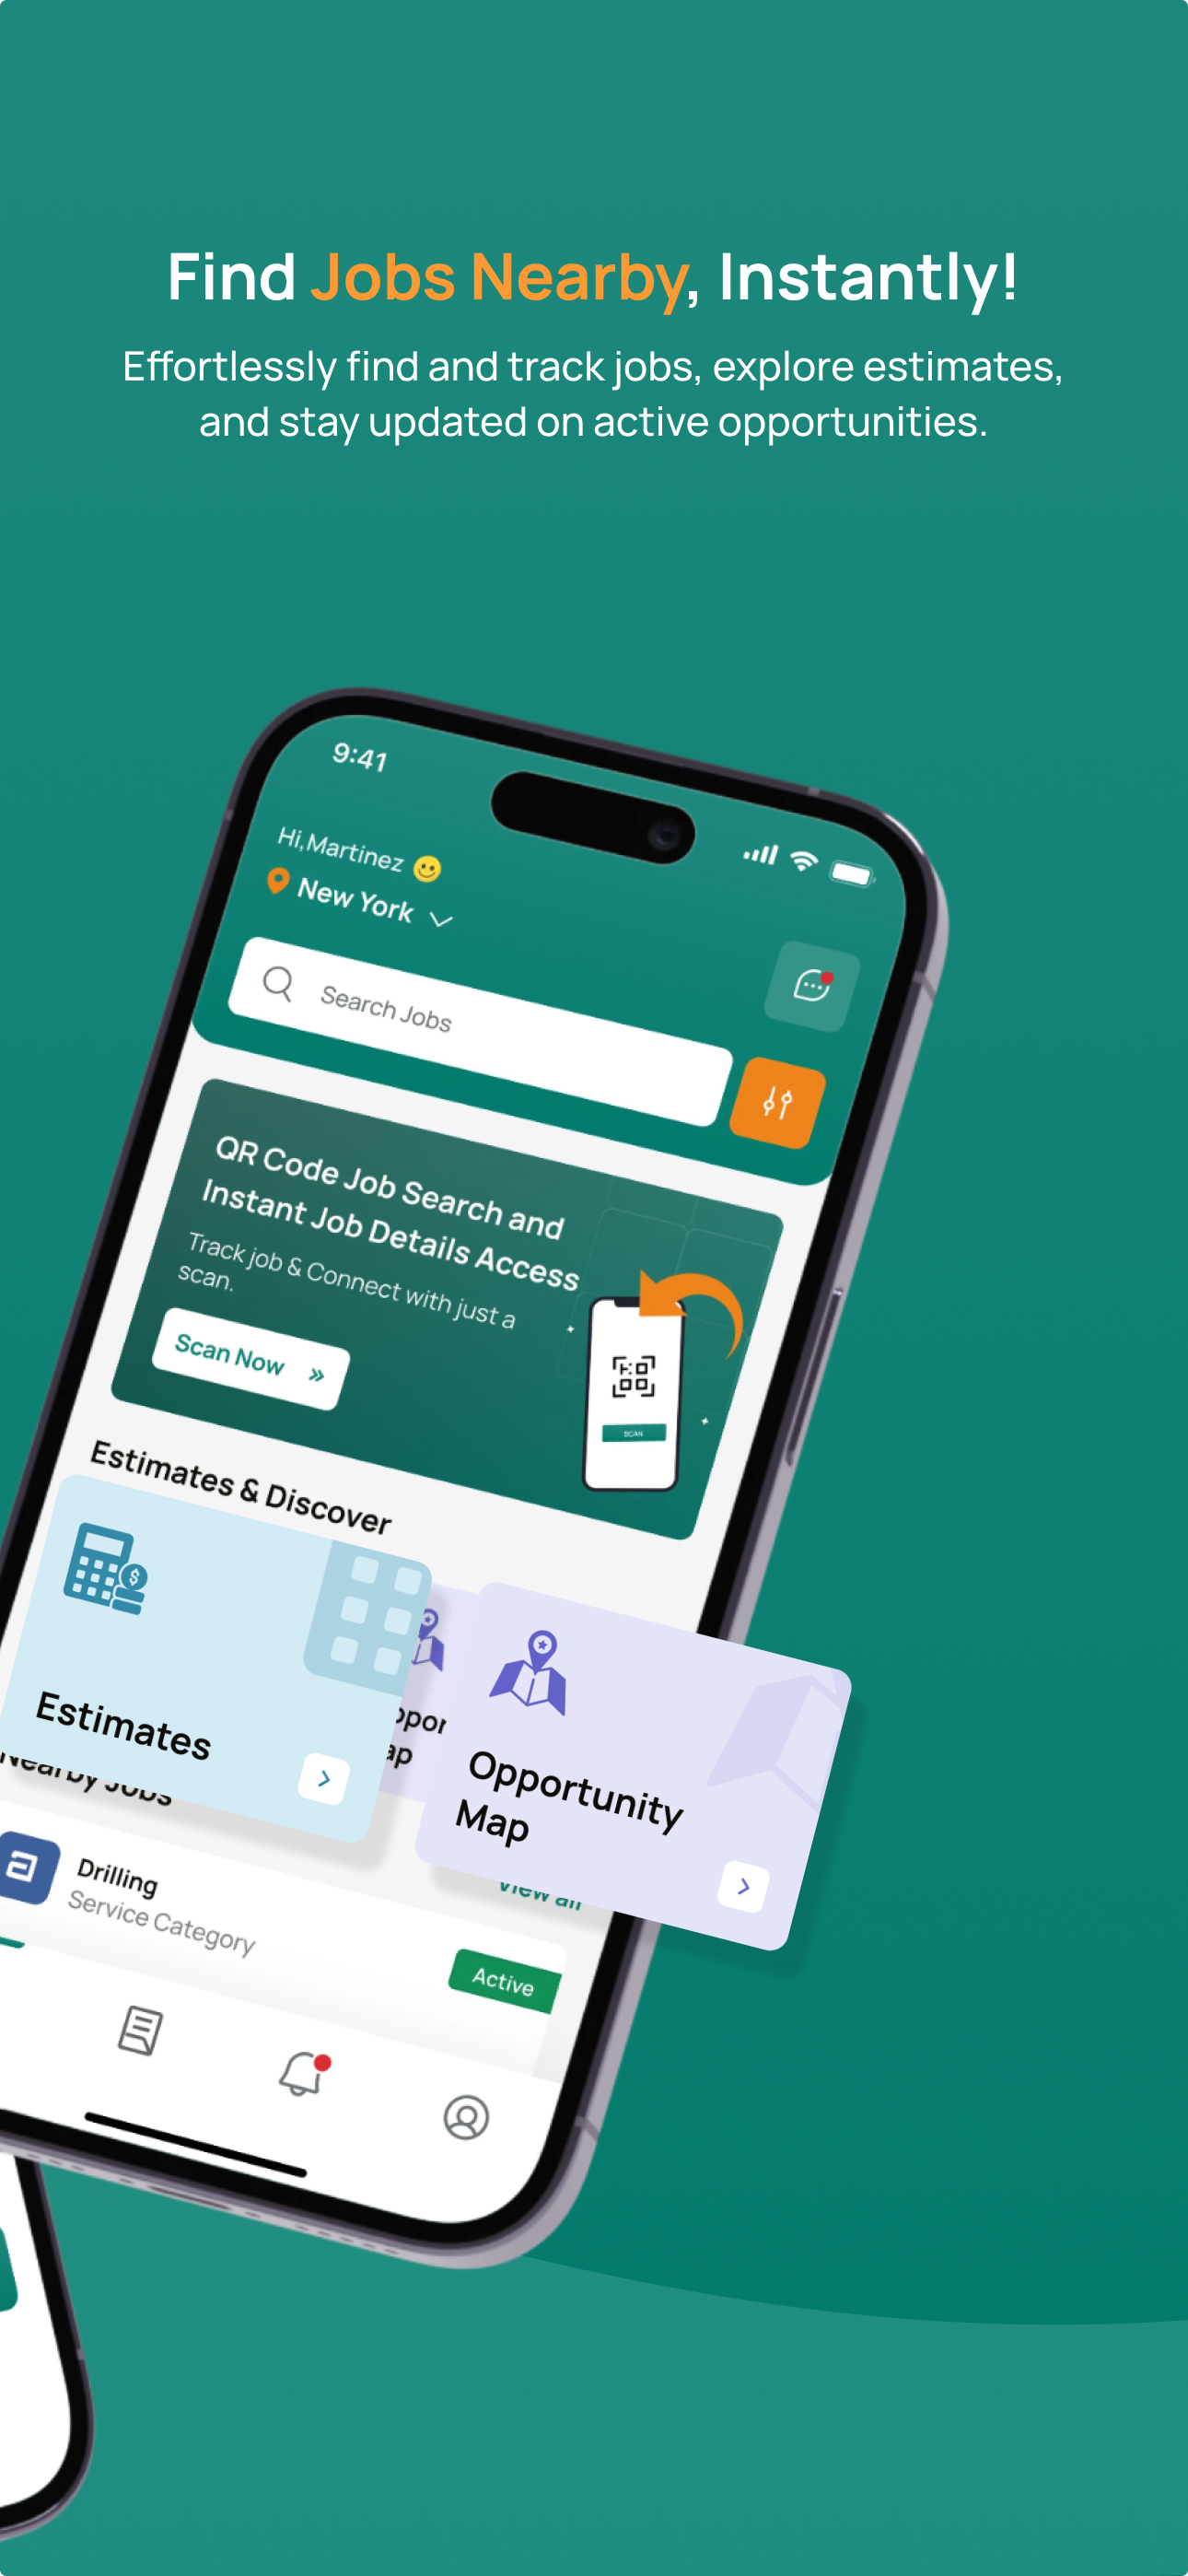 Find Jobs Nearby, Instantly!
Effortlessly find and track jobs, explore estimates,
and stay updated on active opportunities.
9:41
Hi,Martinez
New York
Search Jobs
QR Code Job Search and
Instant Job Details Access
Track job & Connect with just a
scan.
Scan Now
SCAN
Estimates & Discover
Estimates
Opportunity
Map
Nearby Jobs
View all
Drilling
Service Category
Active